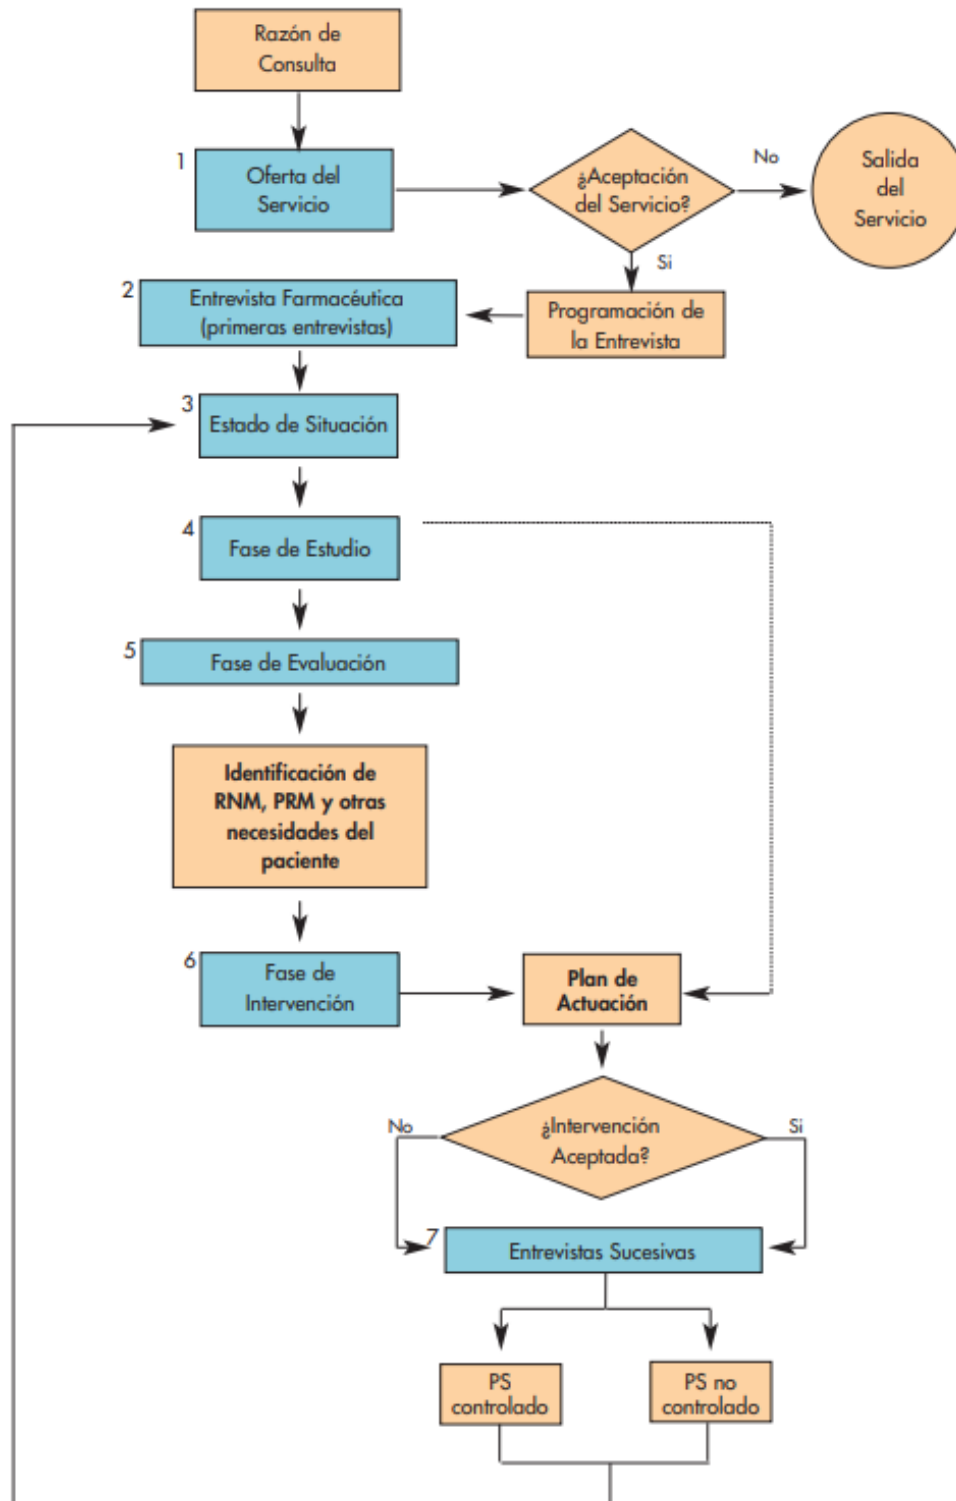 Razón de
Consulta
1
Oferta del
Servicio
¿Aceptación
del Servicio?
No
Salida
del
Servicio
Si
2
Entrevista Farmacéutica
(primeras entrevistas)
Programación de
la Entrevista
3
Estado de Situación
4
Fase de Estudio
5
Fase de Evaluación
Identificación de
RNM, PRM y otras
necesidades del
paciente
6
Fase de
Intervención
Plan de
Actuación
No
¿Intervención
Aceptada?
Si
7
Entrevistas Sucesivas
PS
controlado
PS no
controlado